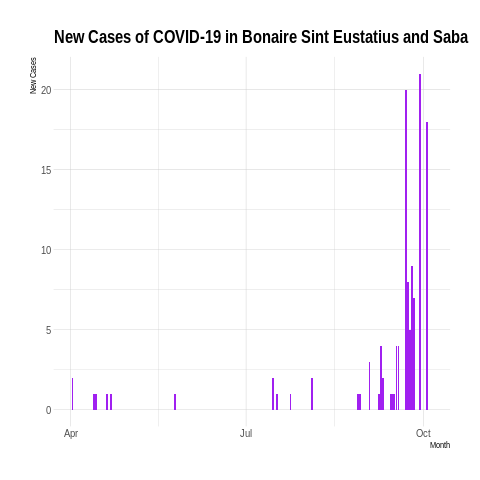 New Cases of COVID-19 in Bonaire Sint Eustatius and Saba
New Cases
20
15
10
5
0
Apr Jul Oct
Month